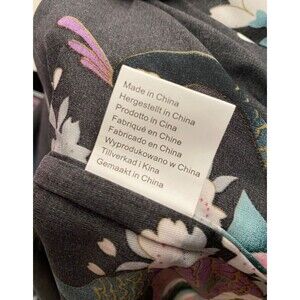 Made in China
Hergestellt in China
Prodotto in Cina
Fabriqué en Chine
Fabricado en China
Wyprodukowano w China
Tillverkad i Kina
Gemaakt in China